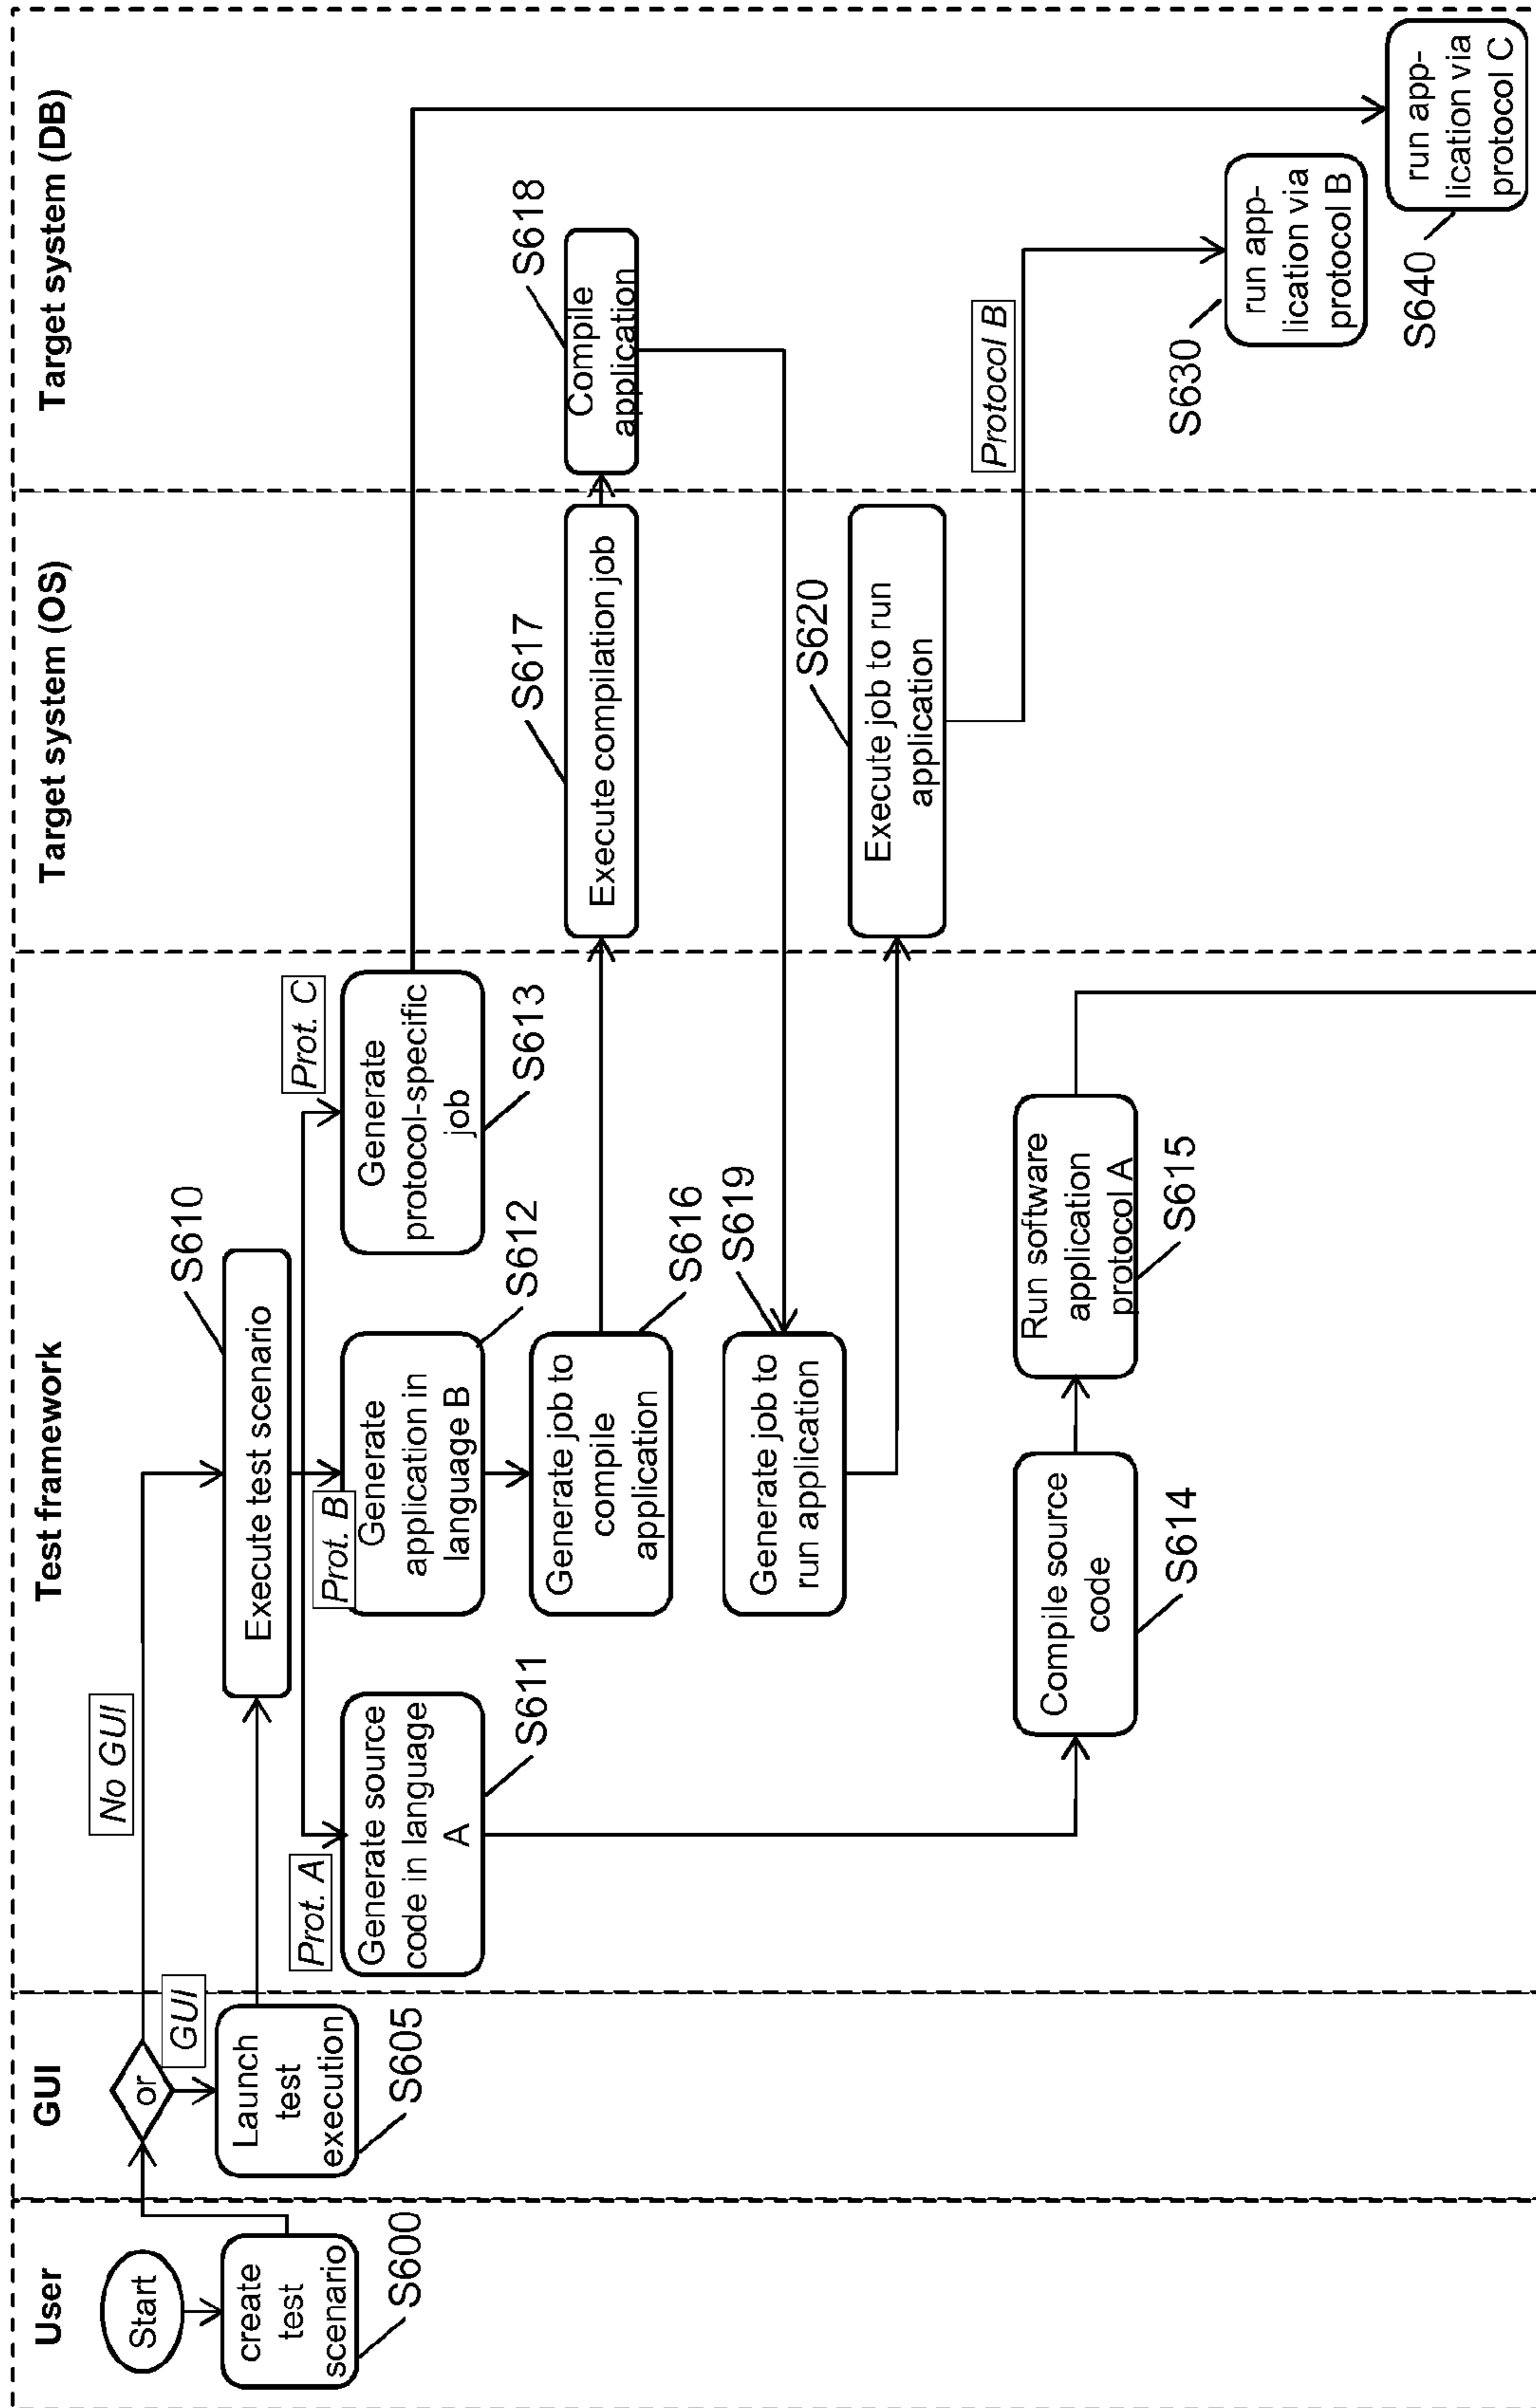 User
GUI
Test framework
Target system (OS)
Target system (DB)
Start
create
test
scenario
S600
or
No GUI
GUI
Launch
test
execution
S605
Execute test scenario
S610
Prot. A
Generate source
code in language
A
S611
Prot. B
Generate
application in
language B
S612
Prot. C
Generate
protocol-specific
job
S613
Generate job to
compile
application
S616
Execute compilation job
S617
Compile
application
S618
Generate job to
run application
S619
Execute job to run
application
S620
Protocol B
Compile source
code
S614
Run software
application
protocol A
S615
run app-
lication via
protocol B
S630
run app-
lication via
protocol C
S640